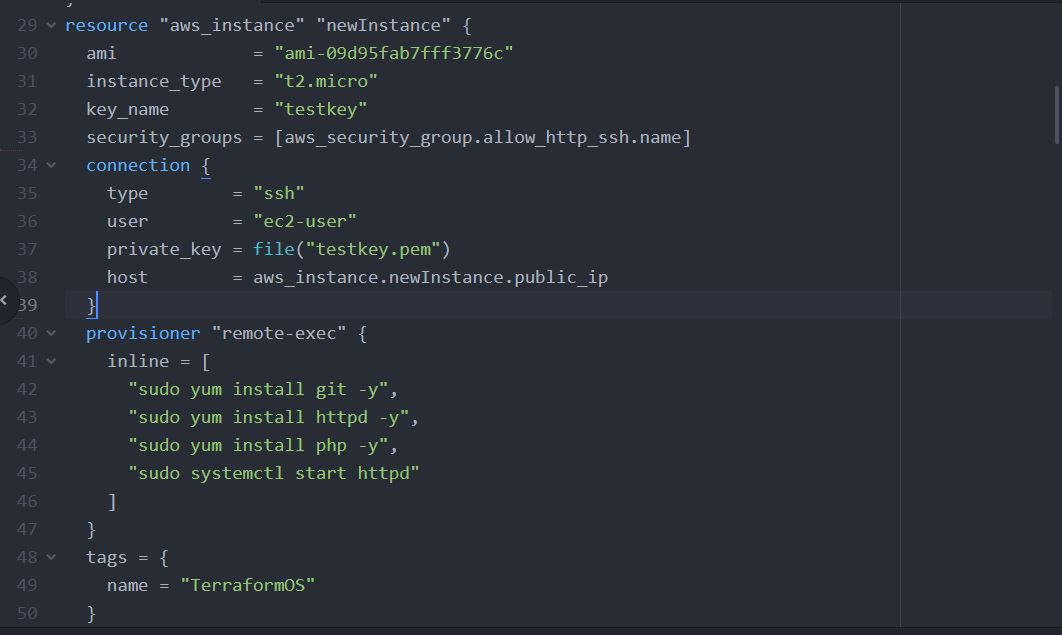 29 resource "aws_instance" "newInstance" {
30   ami             = "ami-09d95fab7fff3776c"
31   instance_type   = "t2.micro"
32   key_name        = "testkey"
33   security_groups = [aws_security_group.allow_http_ssh.name]
34   connection {
35     type        = "ssh"
36     user        = "ec2-user"
37     private_key = file("testkey.pem")
38     host        = aws_instance.newInstance.public_ip
39   }
40   provisioner "remote-exec" {
41     inline = [
42       "sudo yum install git -y",
43       "sudo yum install httpd -y",
44       "sudo yum install php -y",
45       "sudo systemctl start httpd"
46     ]
47   }
48   tags = {
49     name = "TerraformOS"
50   }